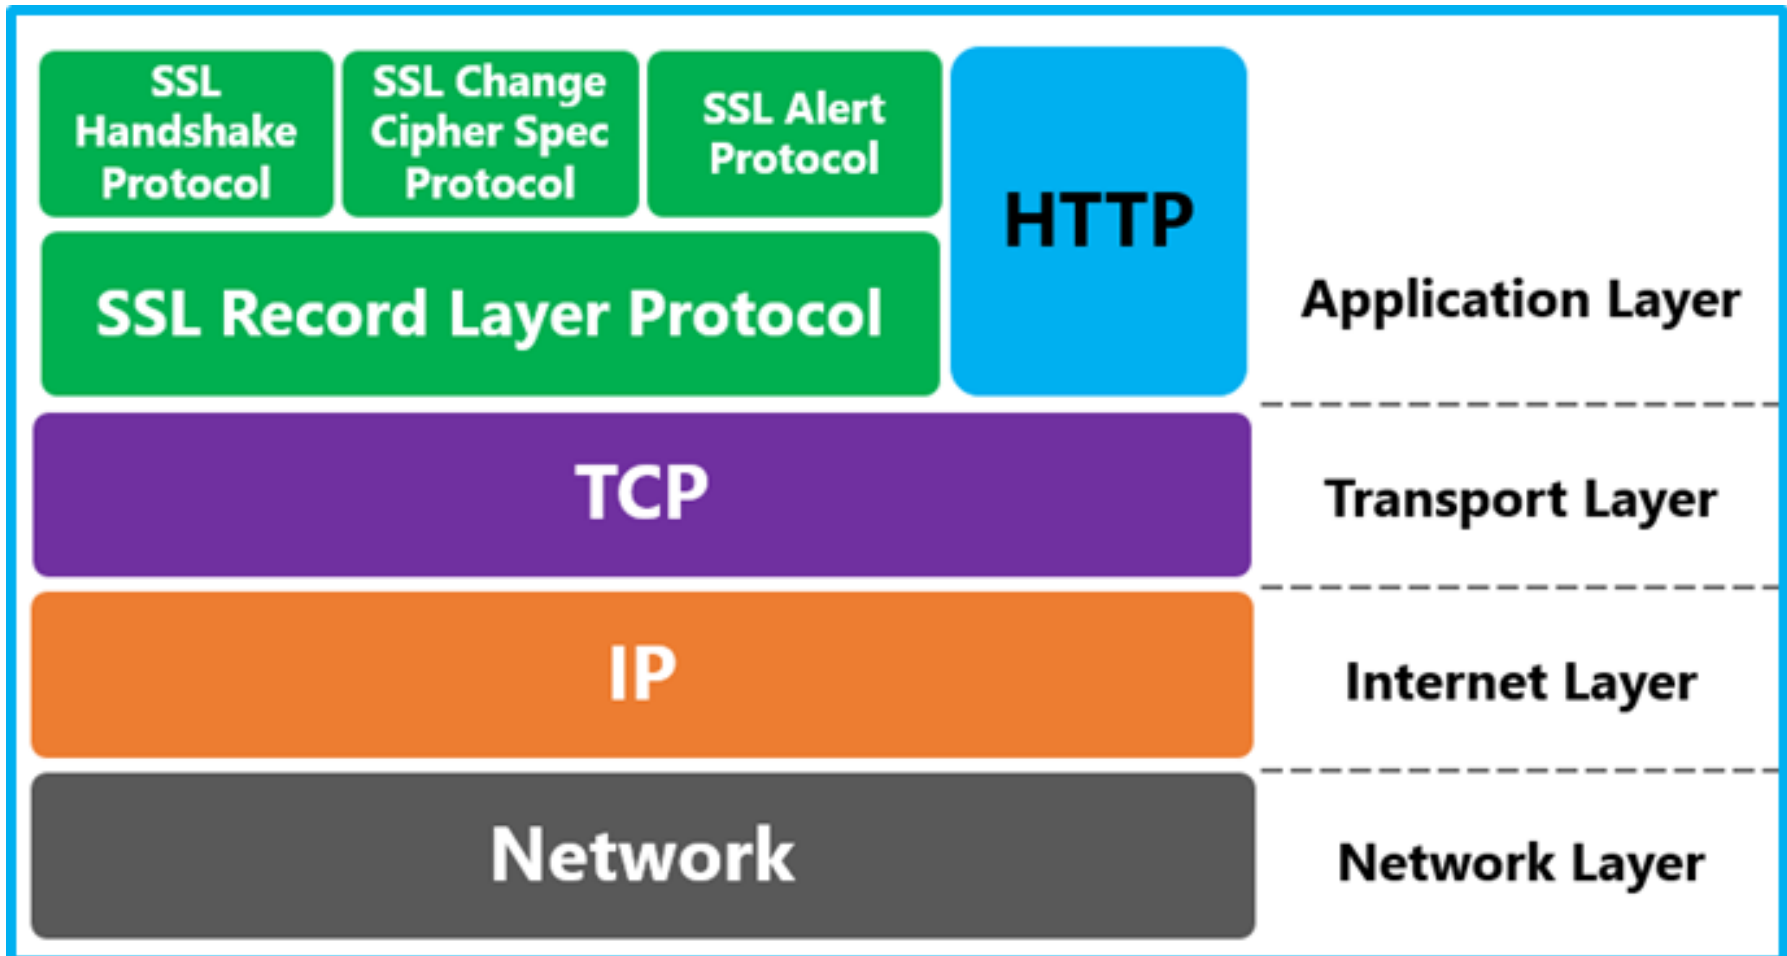 SSL
Handshake
Protocol
SSL Change
Cipher Spec
Protocol
SSL Alert
Protocol
HTTP
SSL Record Layer Protocol
Application Layer
TCP
Transport Layer
IP
Internet Layer
Network
Network Layer